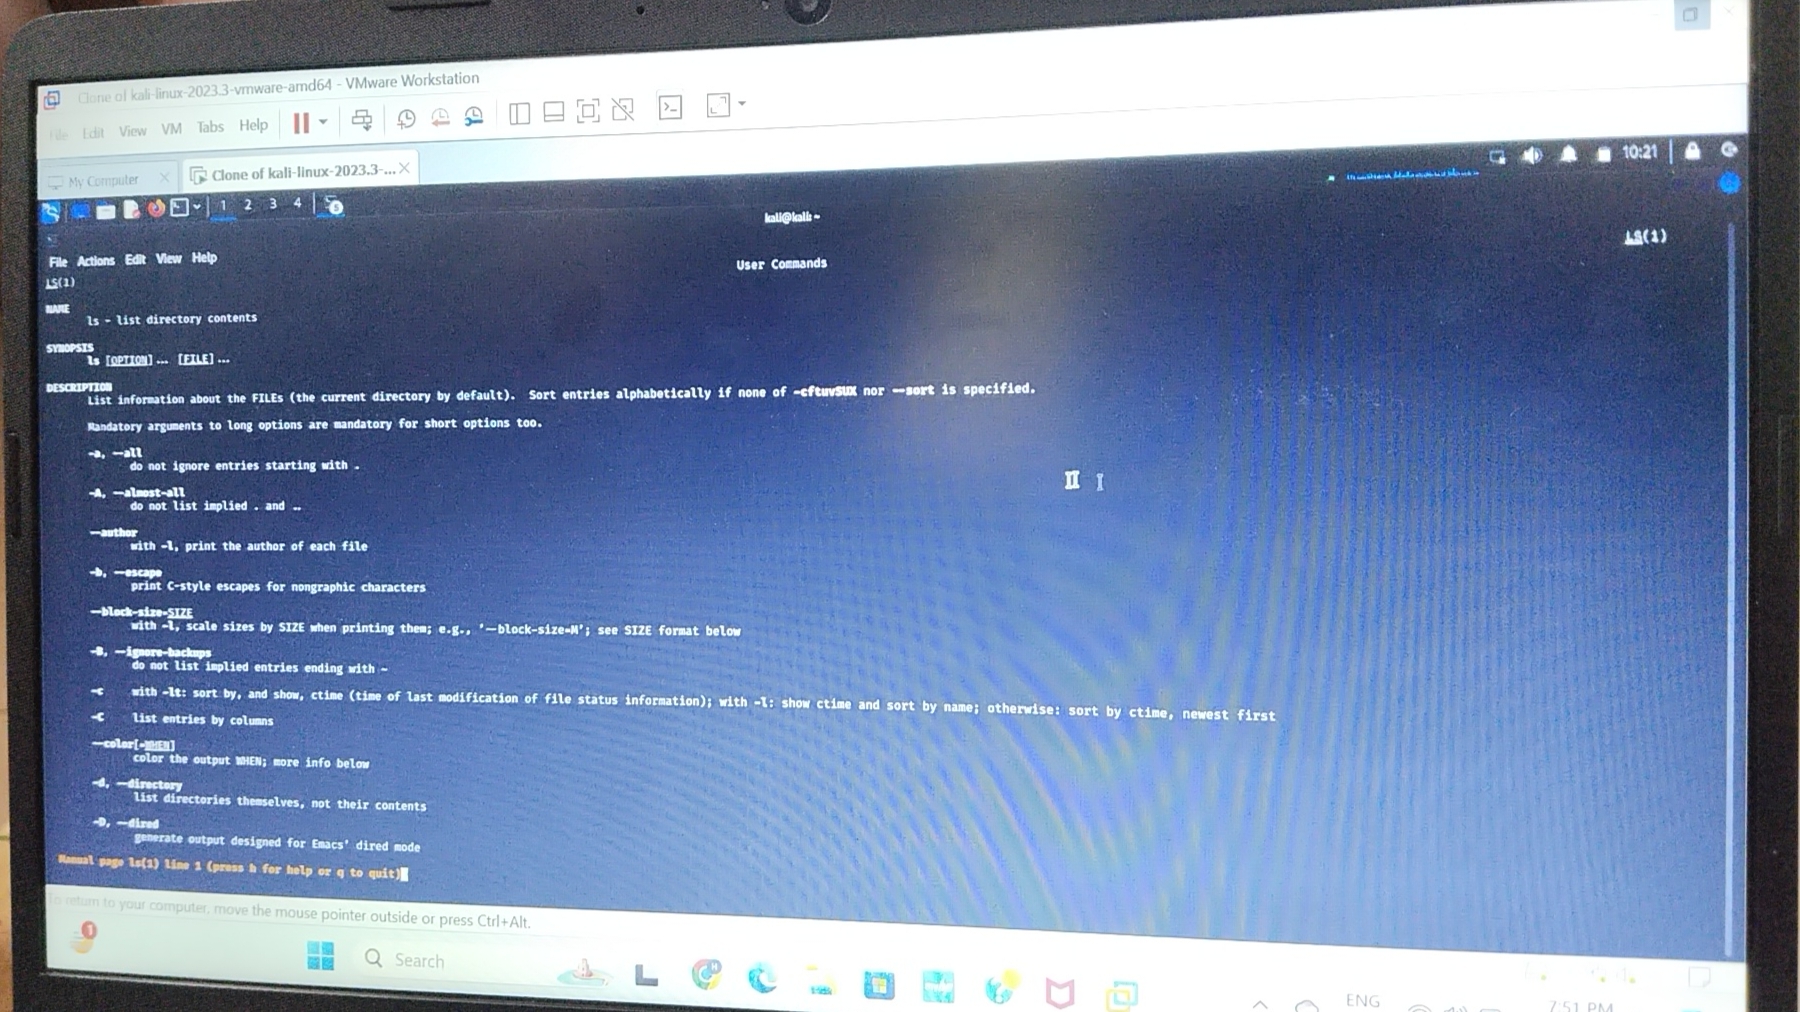 Clone of kali-linux-2023.3-vmware-amd64 - VMware Workstation
File Edit View VM Tabs Help
My Computer
Clone of kali-linux-2023.3-...
10:21
1 2 3 4
kali@kali: ~
File Actions Edit View Help
LS(1)
User Commands
LS(1)
NAME
ls - list directory contents
SYNOPSIS
ls [OPTION]... [FILE]...
DESCRIPTION
List information about the FILEs (the current directory by default). Sort entries alphabetically if none of -cftuvSUX nor --sort is specified.
Mandatory arguments to long options are mandatory for short options too.
-a, --all
do not ignore entries starting with .
-A, --almost-all
do not list implied . and ..
--author
with -l, print the author of each file
-b, --escape
print C-style escapes for nongraphic characters
--block-size=SIZE
with -l, scale sizes by SIZE when printing them; e.g., '--block-size=M'; see SIZE format below
-B, --ignore-backups
do not list implied entries ending with ~
-c with -lt: sort by, and show, ctime (time of last modification of file status information); with -l: show ctime and sort by name; otherwise: sort by ctime, newest first
-C list entries by columns
--color[=WHEN]
color the output WHEN; more info below
-d, --directory
list directories themselves, not their contents
-D, --dired
generate output designed for Emacs' dired mode
Manual page ls(1) line 1 (press h for help or q to quit)
To return to your computer, move the mouse pointer outside or press Ctrl+Alt.
1
Search
ENG
7:51 PM